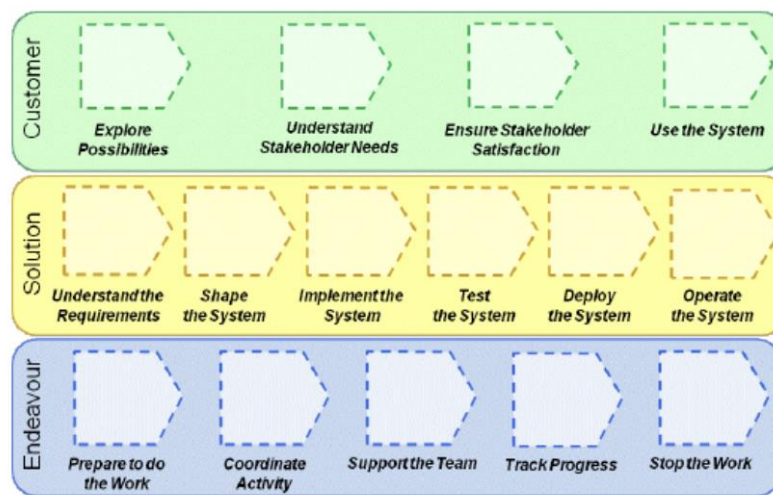 Customer
Explore
Possibilities
Understand
Stakeholder Needs
Ensure Stakeholder
Satisfaction
Use the System
Solution
Understand the
Requirements
Shape
the System
Implement the
System
Test
the System
Deploy
the System
Operate
the System
Endeavour
Prepare to do
the Work
Coordinate
Activity
Support the Team
Track Progress
Stop the Work